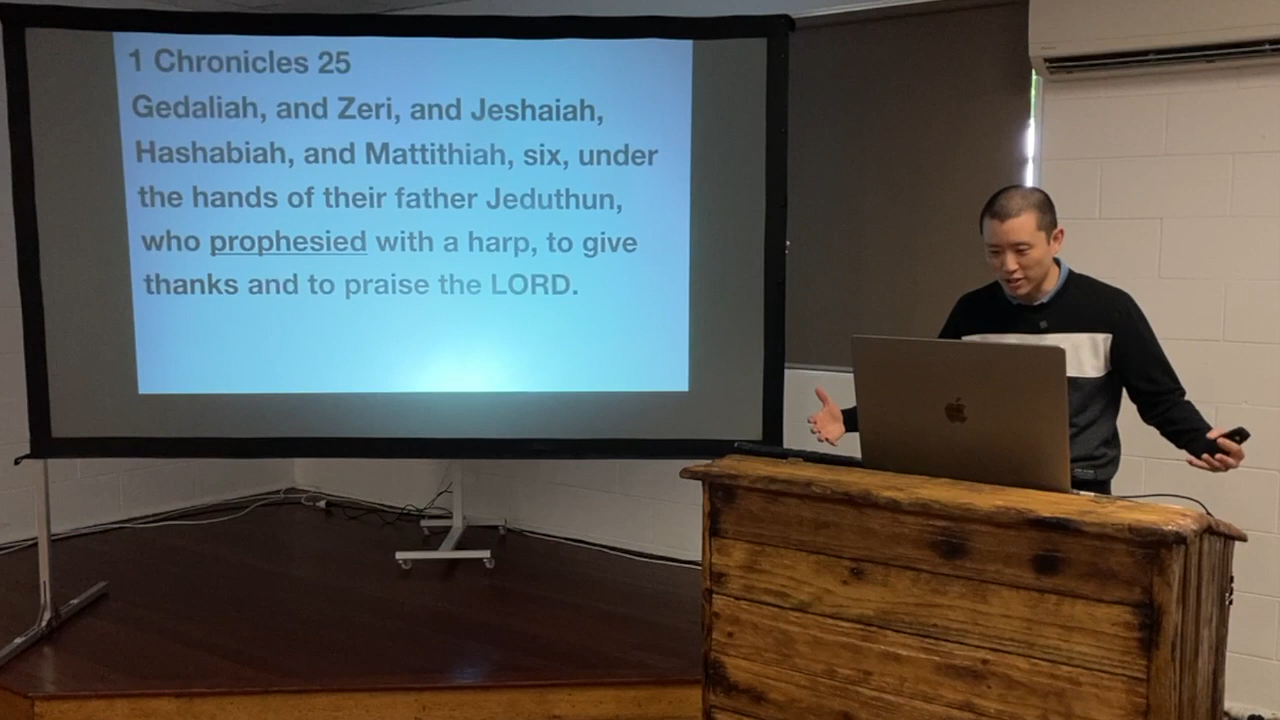 1 Chronicles 25
Gedaliah, and Zeri, and Jeshaiah,
Hashabiah, and Mattithiah, six, under
the hands of their father Jeduthun,
who prophesied with a harp, to give
thanks and to praise the LORD.